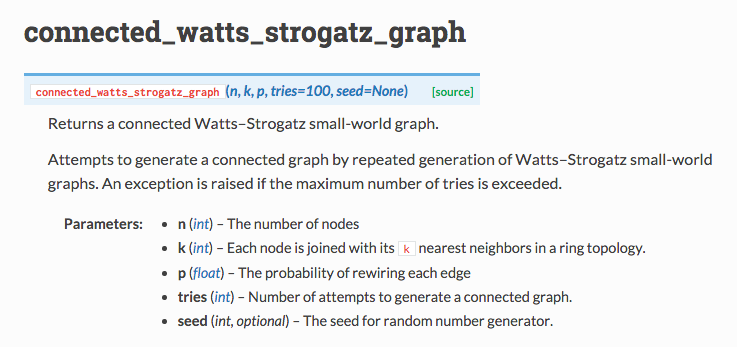 connected_watts_strogatz_graph
connected_watts_strogatz_graph (n, k, p, tries=100, seed=None) [source]
Returns a connected Watts–Strogatz small-world graph.
Attempts to generate a connected graph by repeated generation of Watts–Strogatz small-world
graphs. An exception is raised if the maximum number of tries is exceeded.
Parameters: • n (int) – The number of nodes
• k (int) – Each node is joined with its k nearest neighbors in a ring topology.
• p (float) – The probability of rewiring each edge
• tries (int) – Number of attempts to generate a connected graph.
• seed (int, optional) – The seed for random number generator.